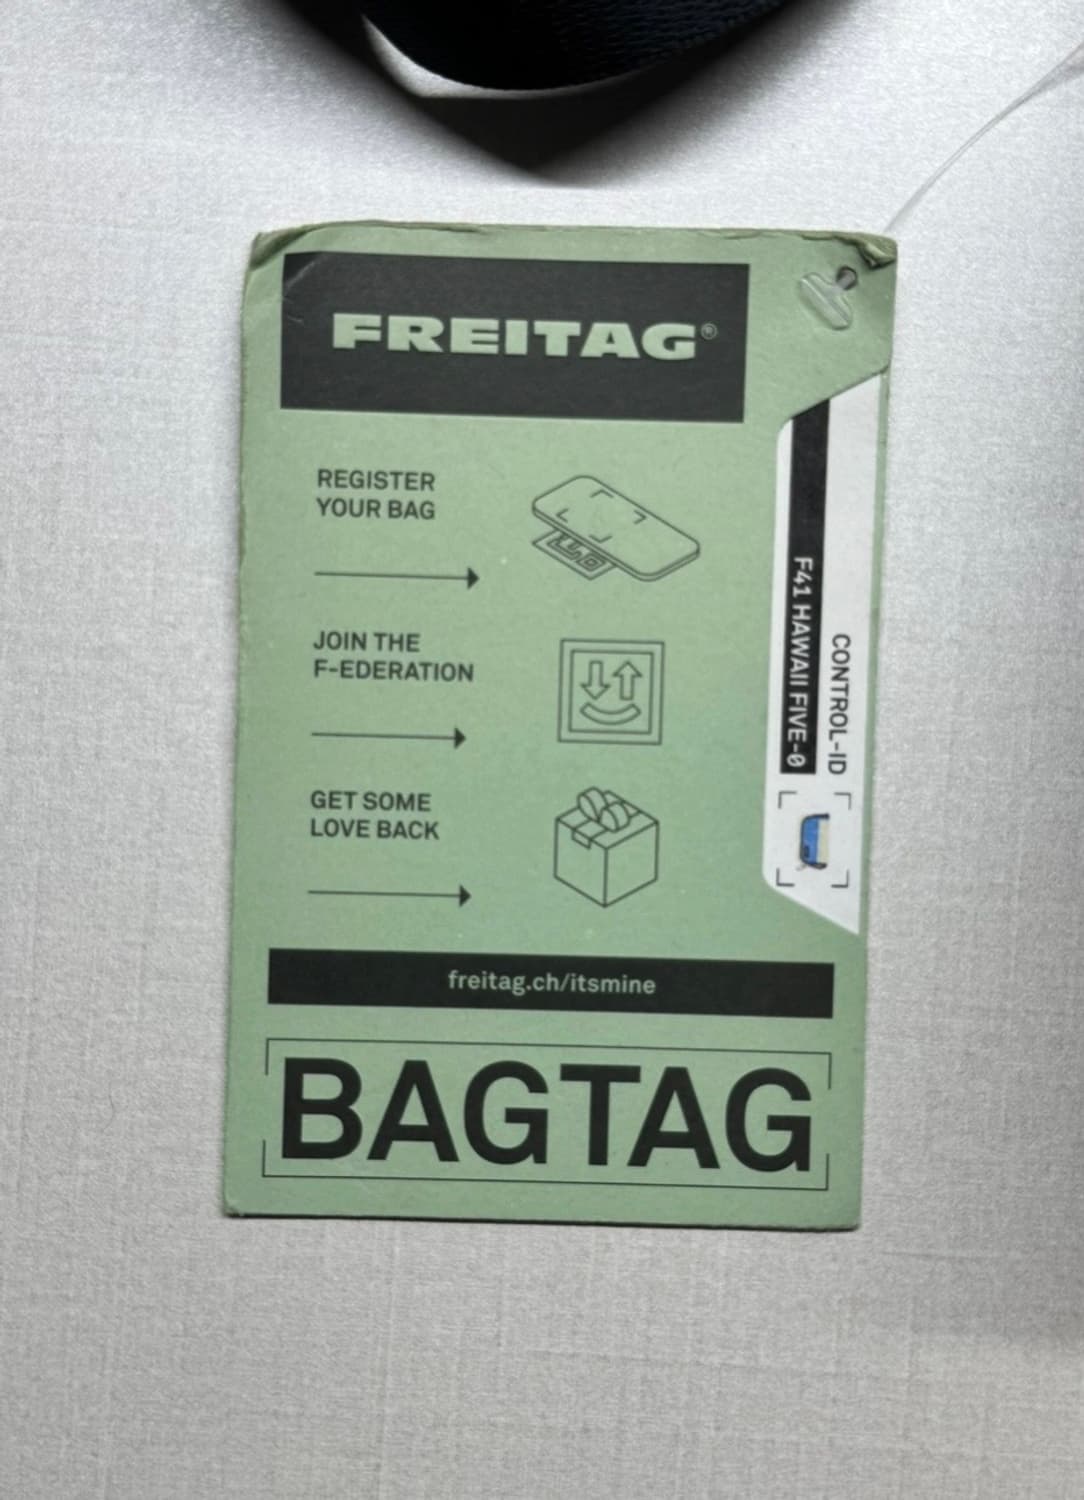 FREITAG®
REGISTER
YOUR BAG
JOIN THE
F-EDERATION
GET SOME
LOVE BACK
CONTROL-ID
F41 HAWAII FIVE-0
freitag.ch/itsmine
BAGTAG